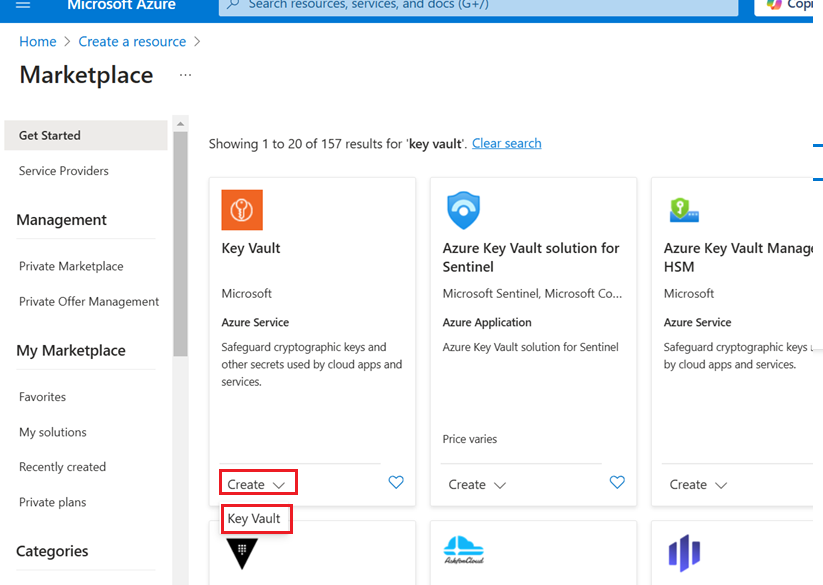 Microsoft Azure
Search resources, services, and docs (G+/)
Home > Create a resource >
Marketplace ...
Get Started
Service Providers
Management
Private Marketplace
Private Offer Management
My Marketplace
Favorites
My solutions
Recently created
Private plans
Categories
Showing 1 to 20 of 157 results for 'key vault'. Clear search
Key Vault
Microsoft
Azure Service
Safeguard cryptographic keys and
other secrets used by cloud apps and
services.
Create
Key Vault
Azure Key Vault solution for
Sentinel
Microsoft Sentinel, Microsoft Co...
Azure Application
Azure Key Vault solution for Sentinel
Price varies
Create
Azure Key Vault
HSM
Microsoft
Azure Service
Safeguard cryptographic keys
by cloud apps and services.
Create
AshtonCloud